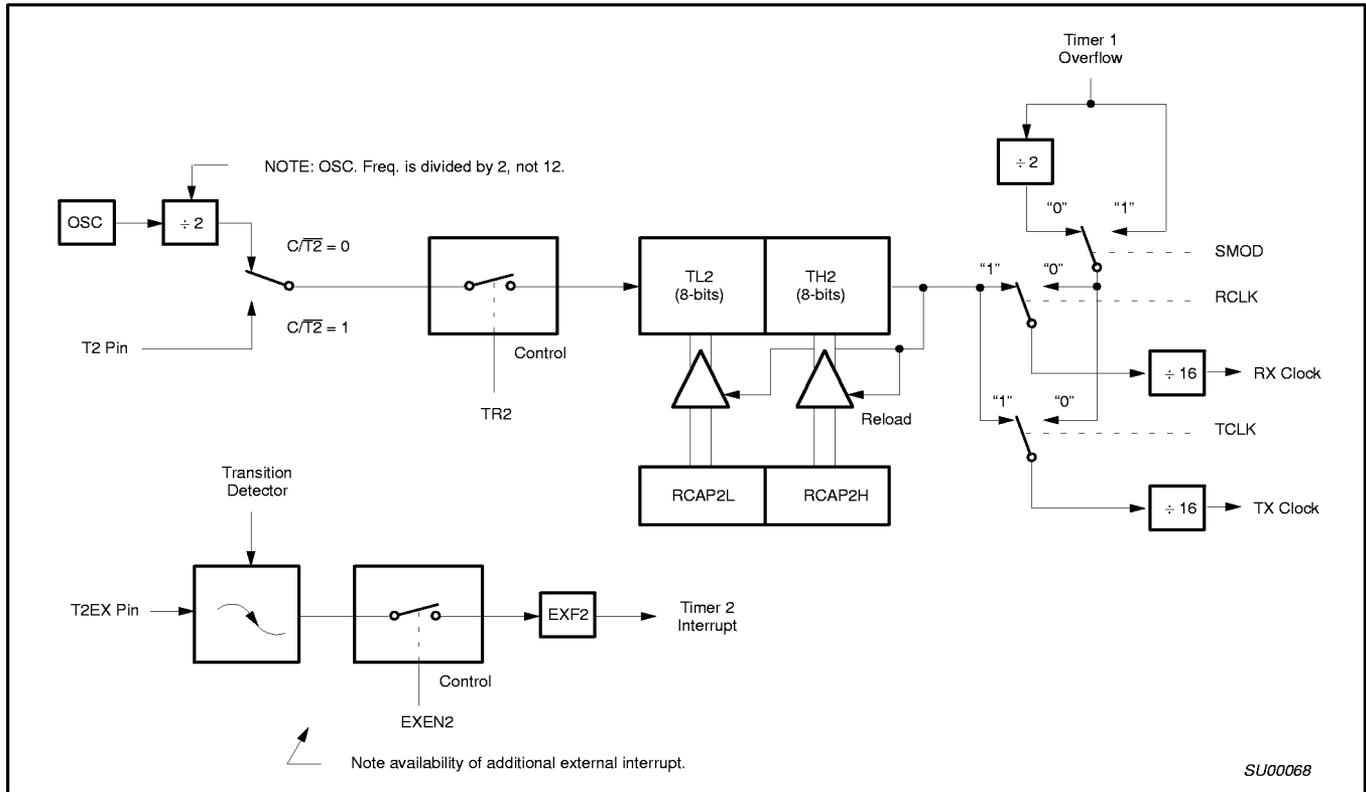 Timer 1
Overflow
÷ 2
NOTE: OSC. Freq. is divided by 2, not 12.
"0"
"1"
OSC
÷ 2
C/T2̅ = 0
SMOD
TL2
(8-bits)
TH2
(8-bits)
"1"
"0"
RCLK
C/T2̅ = 1
T2 Pin
Control
÷ 16
RX Clock
TR2
Reload
"1"
"0"
TCLK
Transition
Detector
RCAP2L
RCAP2H
÷ 16
TX Clock
T2EX Pin
EXF2
Timer 2
Interrupt
Control
EXEN2
Note availability of additional external interrupt.
SU00068